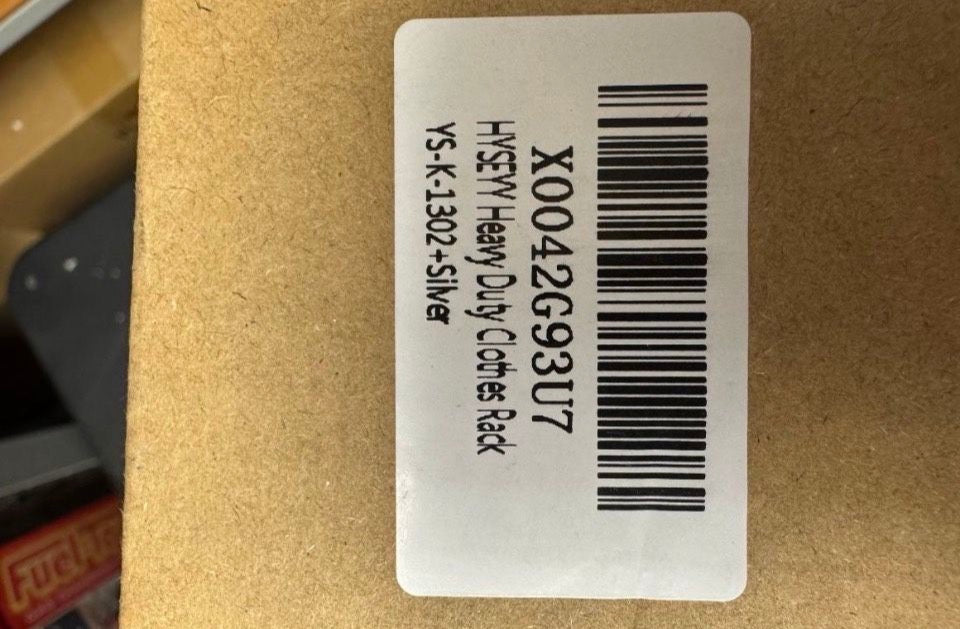 X0042G93U7
HYSEYY Heavy Duty Clothes Rack
YS-K-1302+Silver